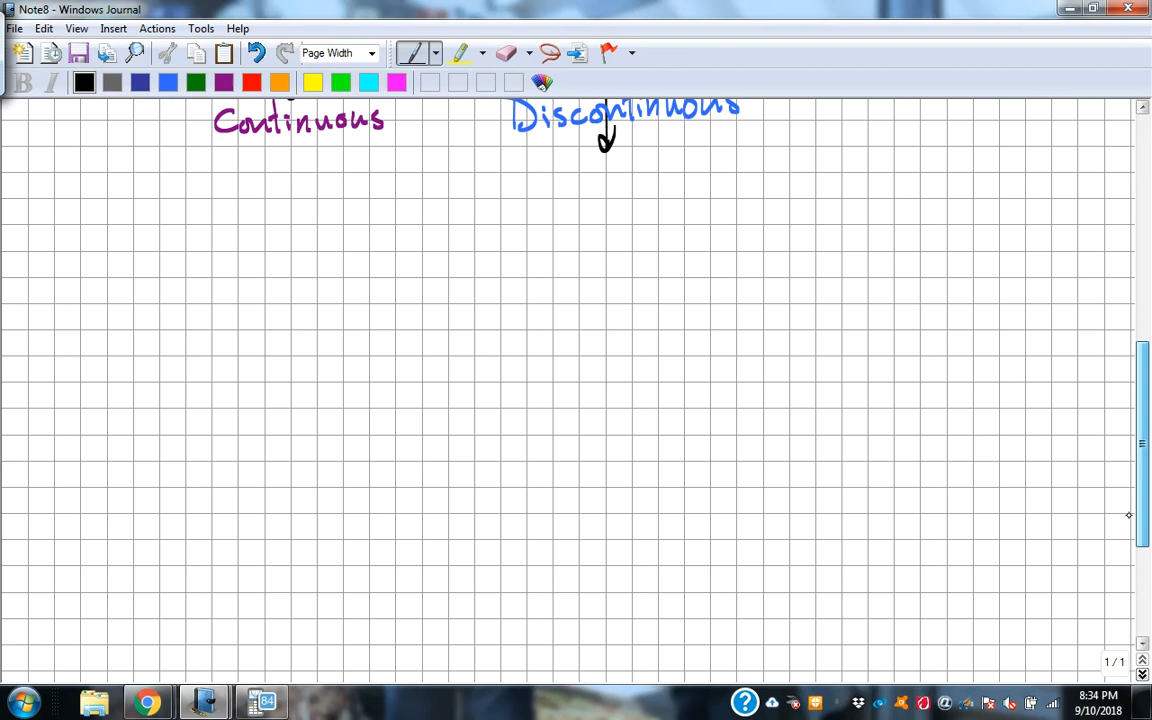 Note8 - Windows Journal
File Edit View Insert Actions Tools Help
Page Width
B I
Continuous Discontinuous
1 / 1
84
8:34 PM
9/10/2018